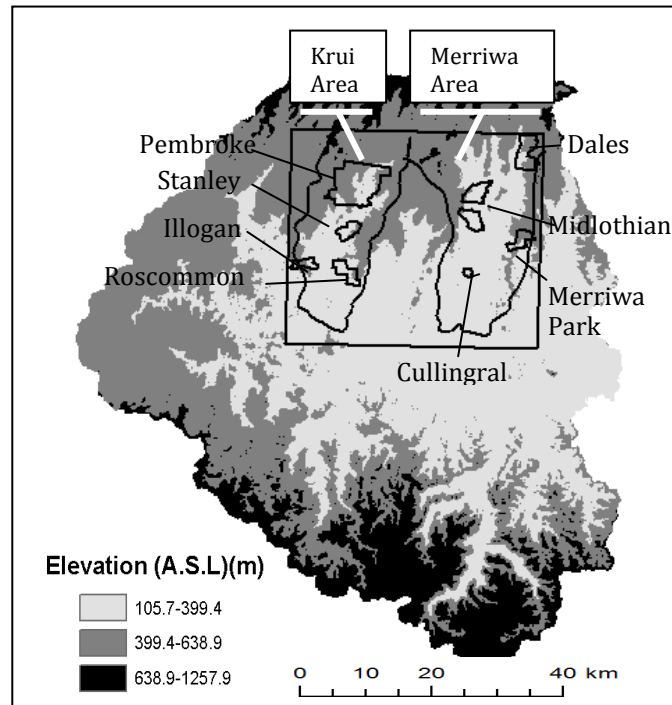 Krui
Area
Merriwa
Area
Pembroke
Dales
Stanley
Midlothian
Illogan
Roscommon
Merriwa
Park
Cullingral
Elevation (A.S.L)(m)
105.7-399.4
399.4-638.9
638.9-1257.9
0 10 20 40 km